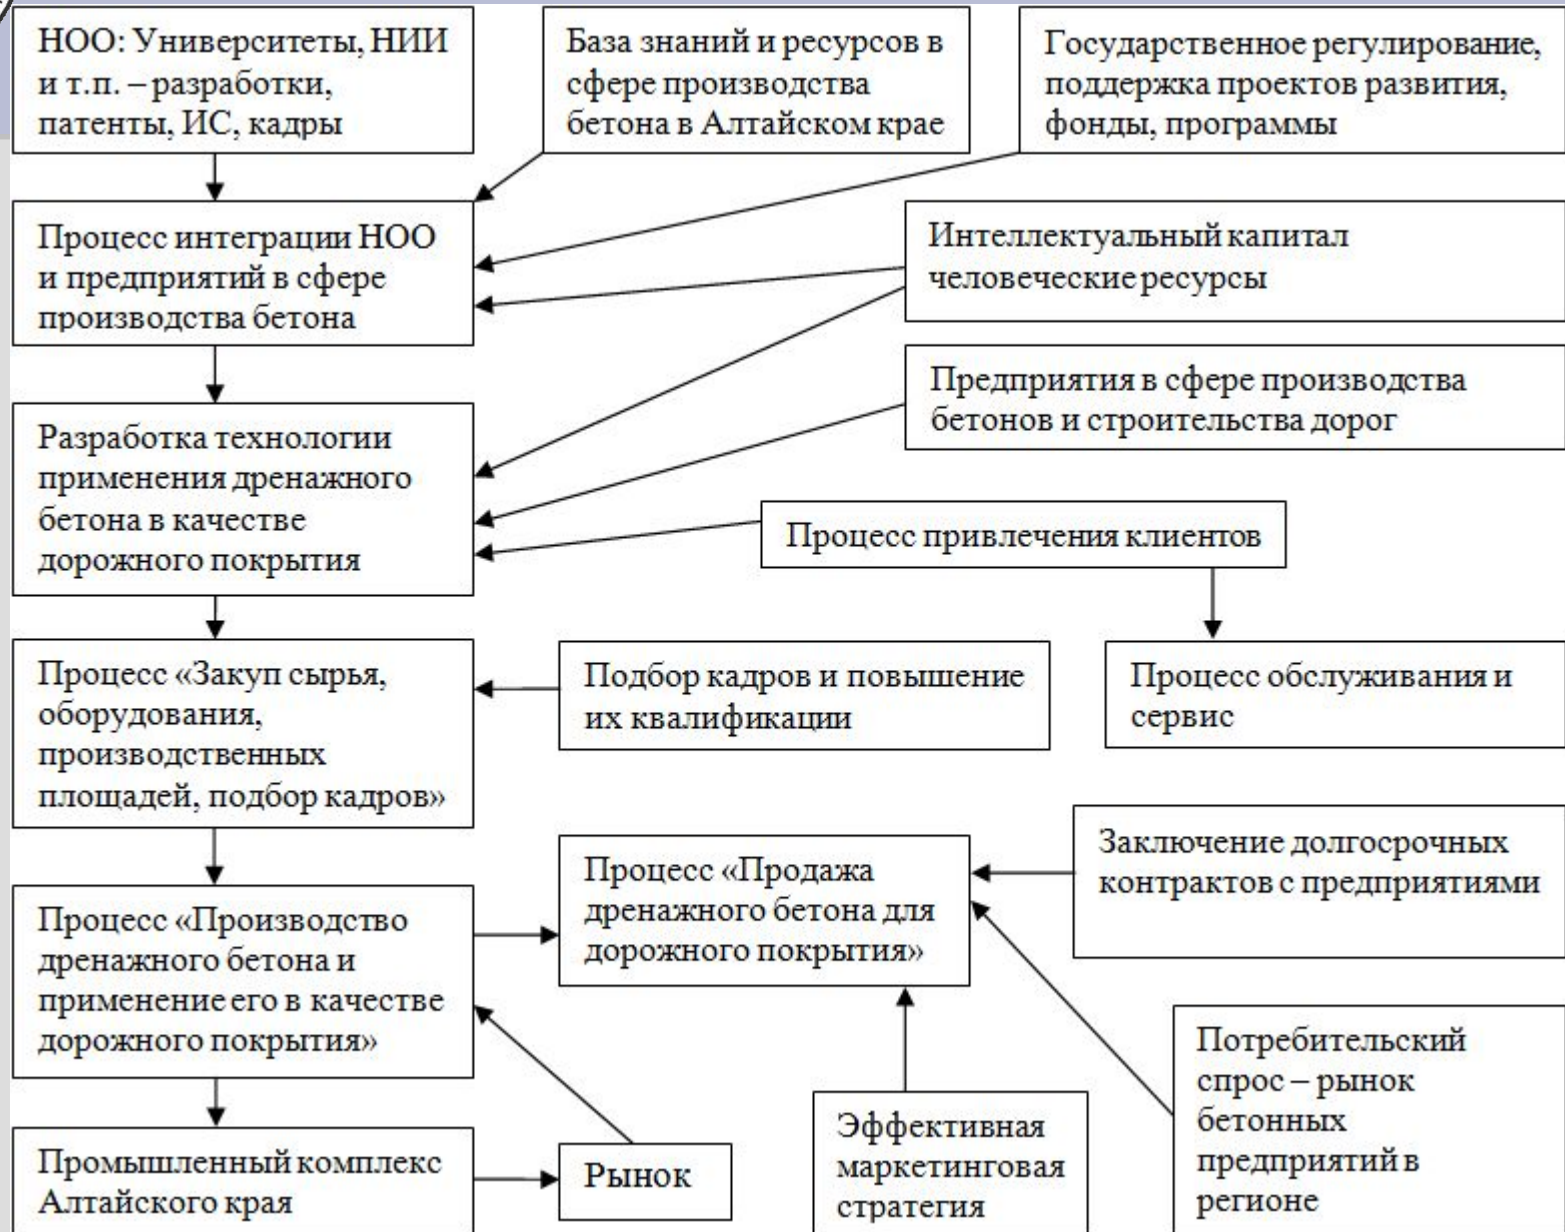 НОО: Университеты, НИИ
и т.п. – разработки,
патенты, ИС, кадры
База знаний и ресурсов в
сфере производства
бетона в Алтайском крае
Государственное регулирование,
поддержка проектов развития,
фонды, программы
Процесс интеграции НОО
и предприятий в сфере
производства бетона
Интеллектуальный капитал
человеческие ресурсы
Предприятия в сфере производства
бетонов и строительства дорог
Разработка технологии
применения дренажного
бетона в качестве
дорожного покрытия
Процесс привлечения клиентов
Процесс «Закуп сырья,
оборудования,
производственных
площадей, подбор кадров»
Подбор кадров и повышение
их квалификации
Процесс обслуживания и
сервис
Процесс «Продажа
дренажного бетона для
дорожного покрытия»
Заключение долгосрочных
контрактов с предприятиями
Процесс «Производство
дренажного бетона и
применение его в качестве
дорожного покрытия»
Потребительский
спрос – рынок
бетонных
предприятий в
регионе
Эффективная
маркетинговая
стратегия
Промышленный комплекс
Алтайского края
Рынок